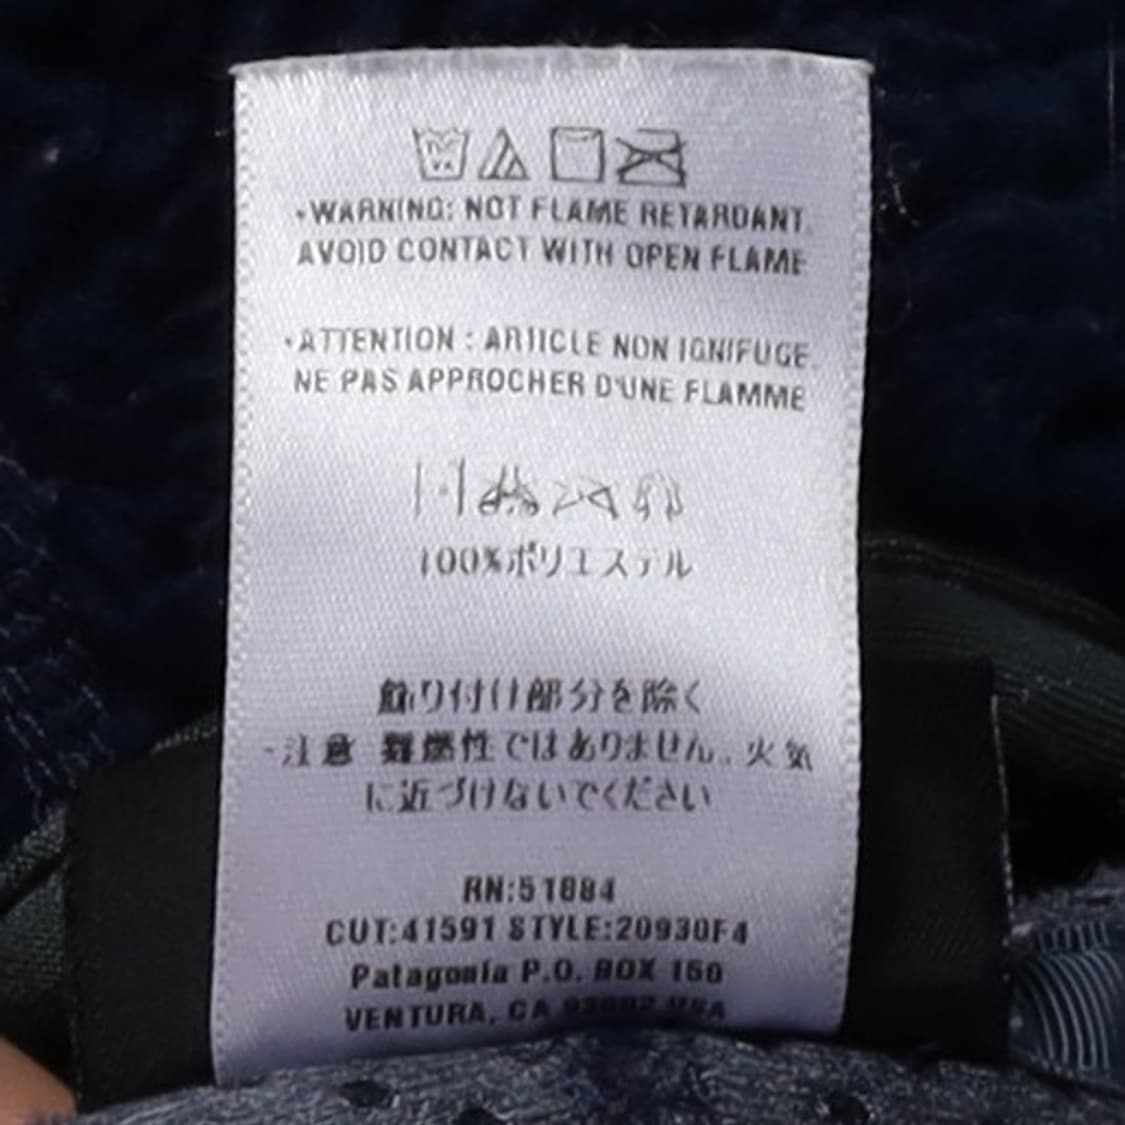 •WARNING: NOT FLAME RETARDANT.
AVOID CONTACT WITH OPEN FLAME
•ATTENTION : ARTICLE NON IGNIFUGE.
NE PAS APPROCHER D'UNE FLAMME
100%ポリエステル
飾り付け部分を除く
-注意 難燃性ではありません。火気
に近づけないでください
RN:51884
CUT:41591 STYLE:20930F4
Patagonia P.O. BOX 150
VENTURA, CA USA